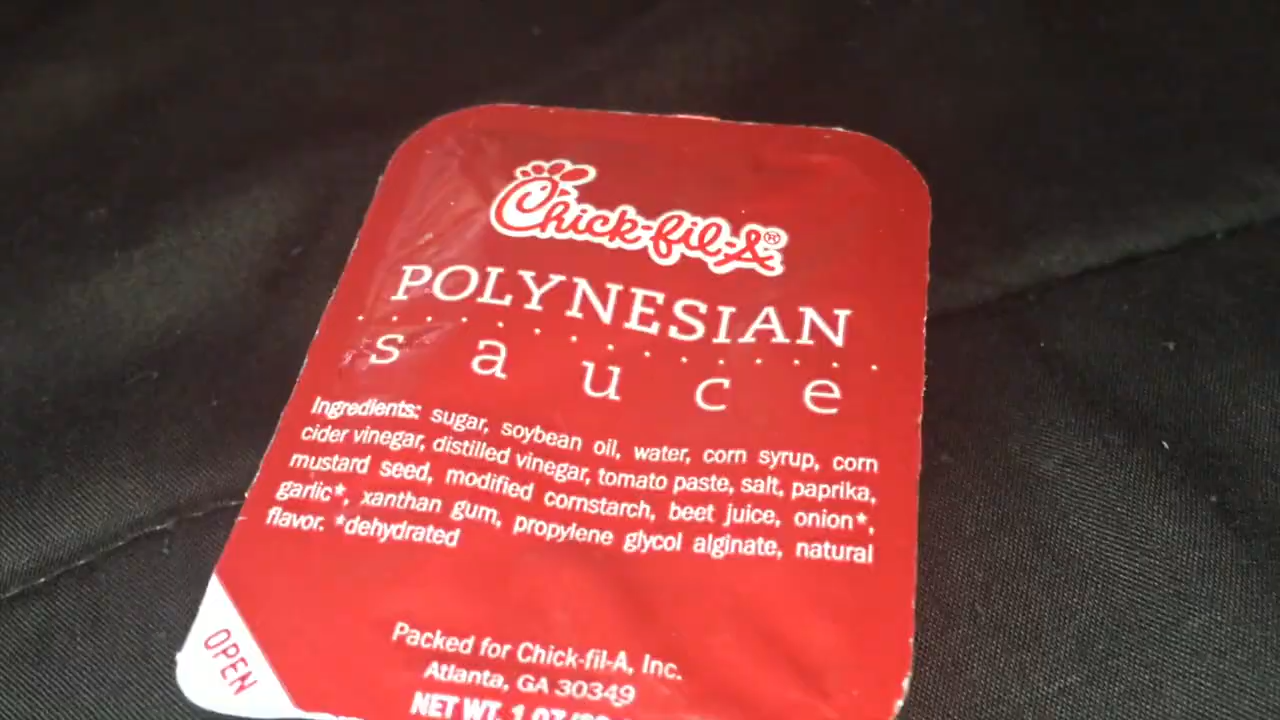 Chick-fil-A®
POLYNESIAN
sauce
Ingredients: sugar, soybean oil, water, corn syrup, corn
cider vinegar, distilled vinegar, tomato paste, salt, paprika,
mustard seed, modified cornstarch, beet juice, onion*,
garlic*, xanthan gum, propylene glycol alginate, natural
flavor. *dehydrated
OPEN
Packed for Chick-fil-A, Inc.
Atlanta, GA 30349
NET WT. 1 OZ